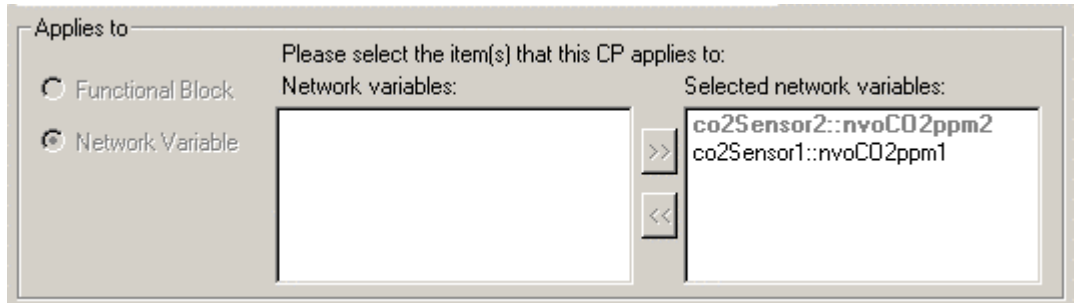 Applies to
Please select the item(s) that this CP applies to:
Functional Block
Network Variable
Network variables:
>>
<<
Selected network variables:
co2Sensor2::nvoCO2ppm2
co2Sensor1::nvoCO2ppm1